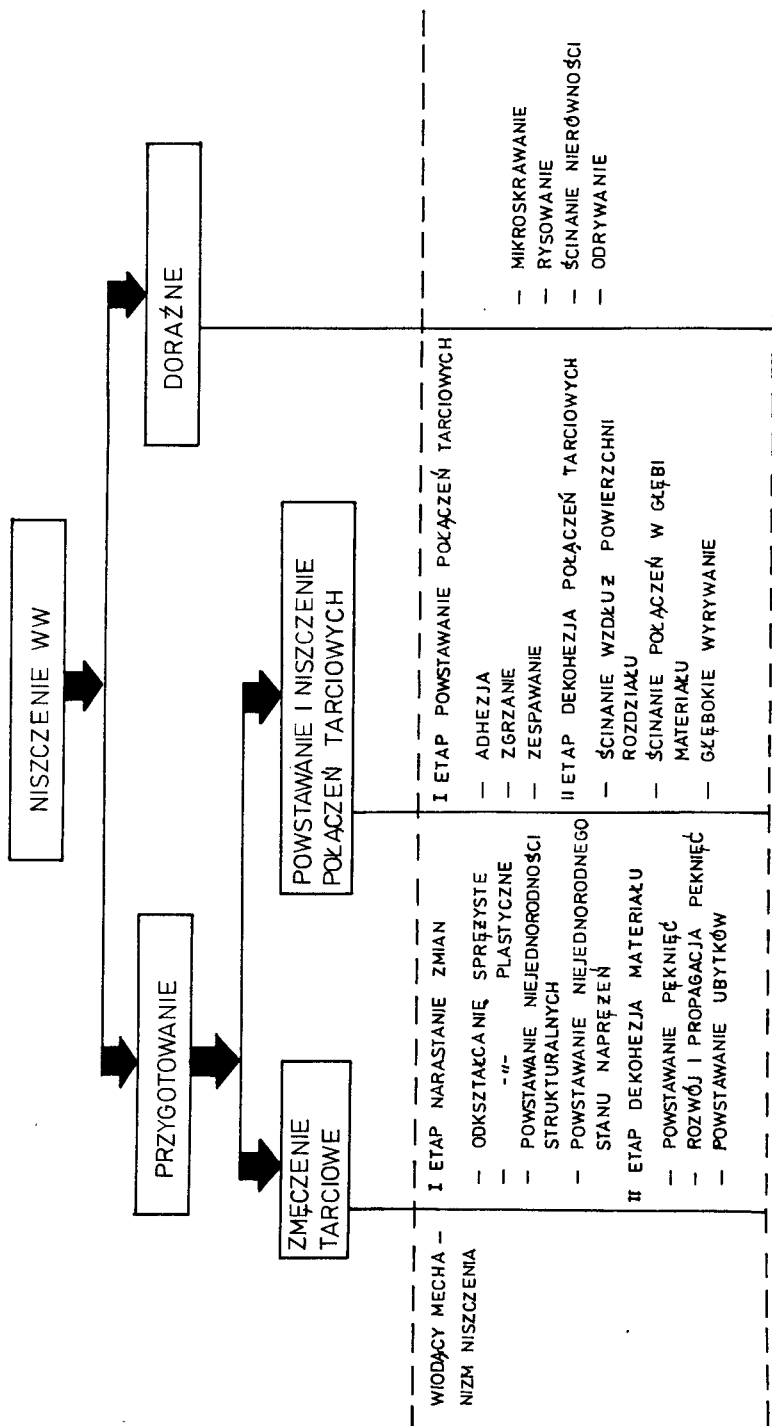 NISZCZENIE WW
PRZYGOTOWANIE
DORAŹNE
ZMĘCZENIE
TARCIOWE
POWSTAWANIE I NISZCZENIE
POŁĄCZEŃ TARCIOWYCH
WIODĄCY MECHA –
NIZM NISZCZENIA
I ETAP NARASTANIE ZMIAN
– ODKSZTAŁCANIĘ SPRĘŻYSTE
– -"- PLASTYCZNE
– POWSTAWANIE NIEJEDNORODNOŚCI
STRUKTURALNYCH
– POWSTAWANIE NIEJEDNORODNEGO
STANU NAPRĘŻEŃ
II ETAP DEKOHEZJA MATERIAŁU
– POWSTAWANIE PĘKNIĘĆ
– ROZWÓJ I PROPAGACJA PEKNIĘĆ
– POWSTAWANIE UBYTKÓW
I ETAP POWSTAWANIE POŁĄCZEŃ TARCIOWYCH
– ADHEZJA
– ZGRZANIE
– ZESPAWANIE
II ETAP DEKOHEZJA POŁĄCZEŃ TARCIOWYCH
– ŚCINANIE WZDŁUŻ POWIERZCHNI
ROZDZIAŁU
– ŚCINANIE POŁĄCZEŃ W GŁĘBI
MATERIAŁU
– GŁĘBOKIE WYRYWANIE
– MIKROSKRAWANIE
– RYSOWANIE
– ŚCINANIE NIERÓWNOŚCI
– ODRYWANIE